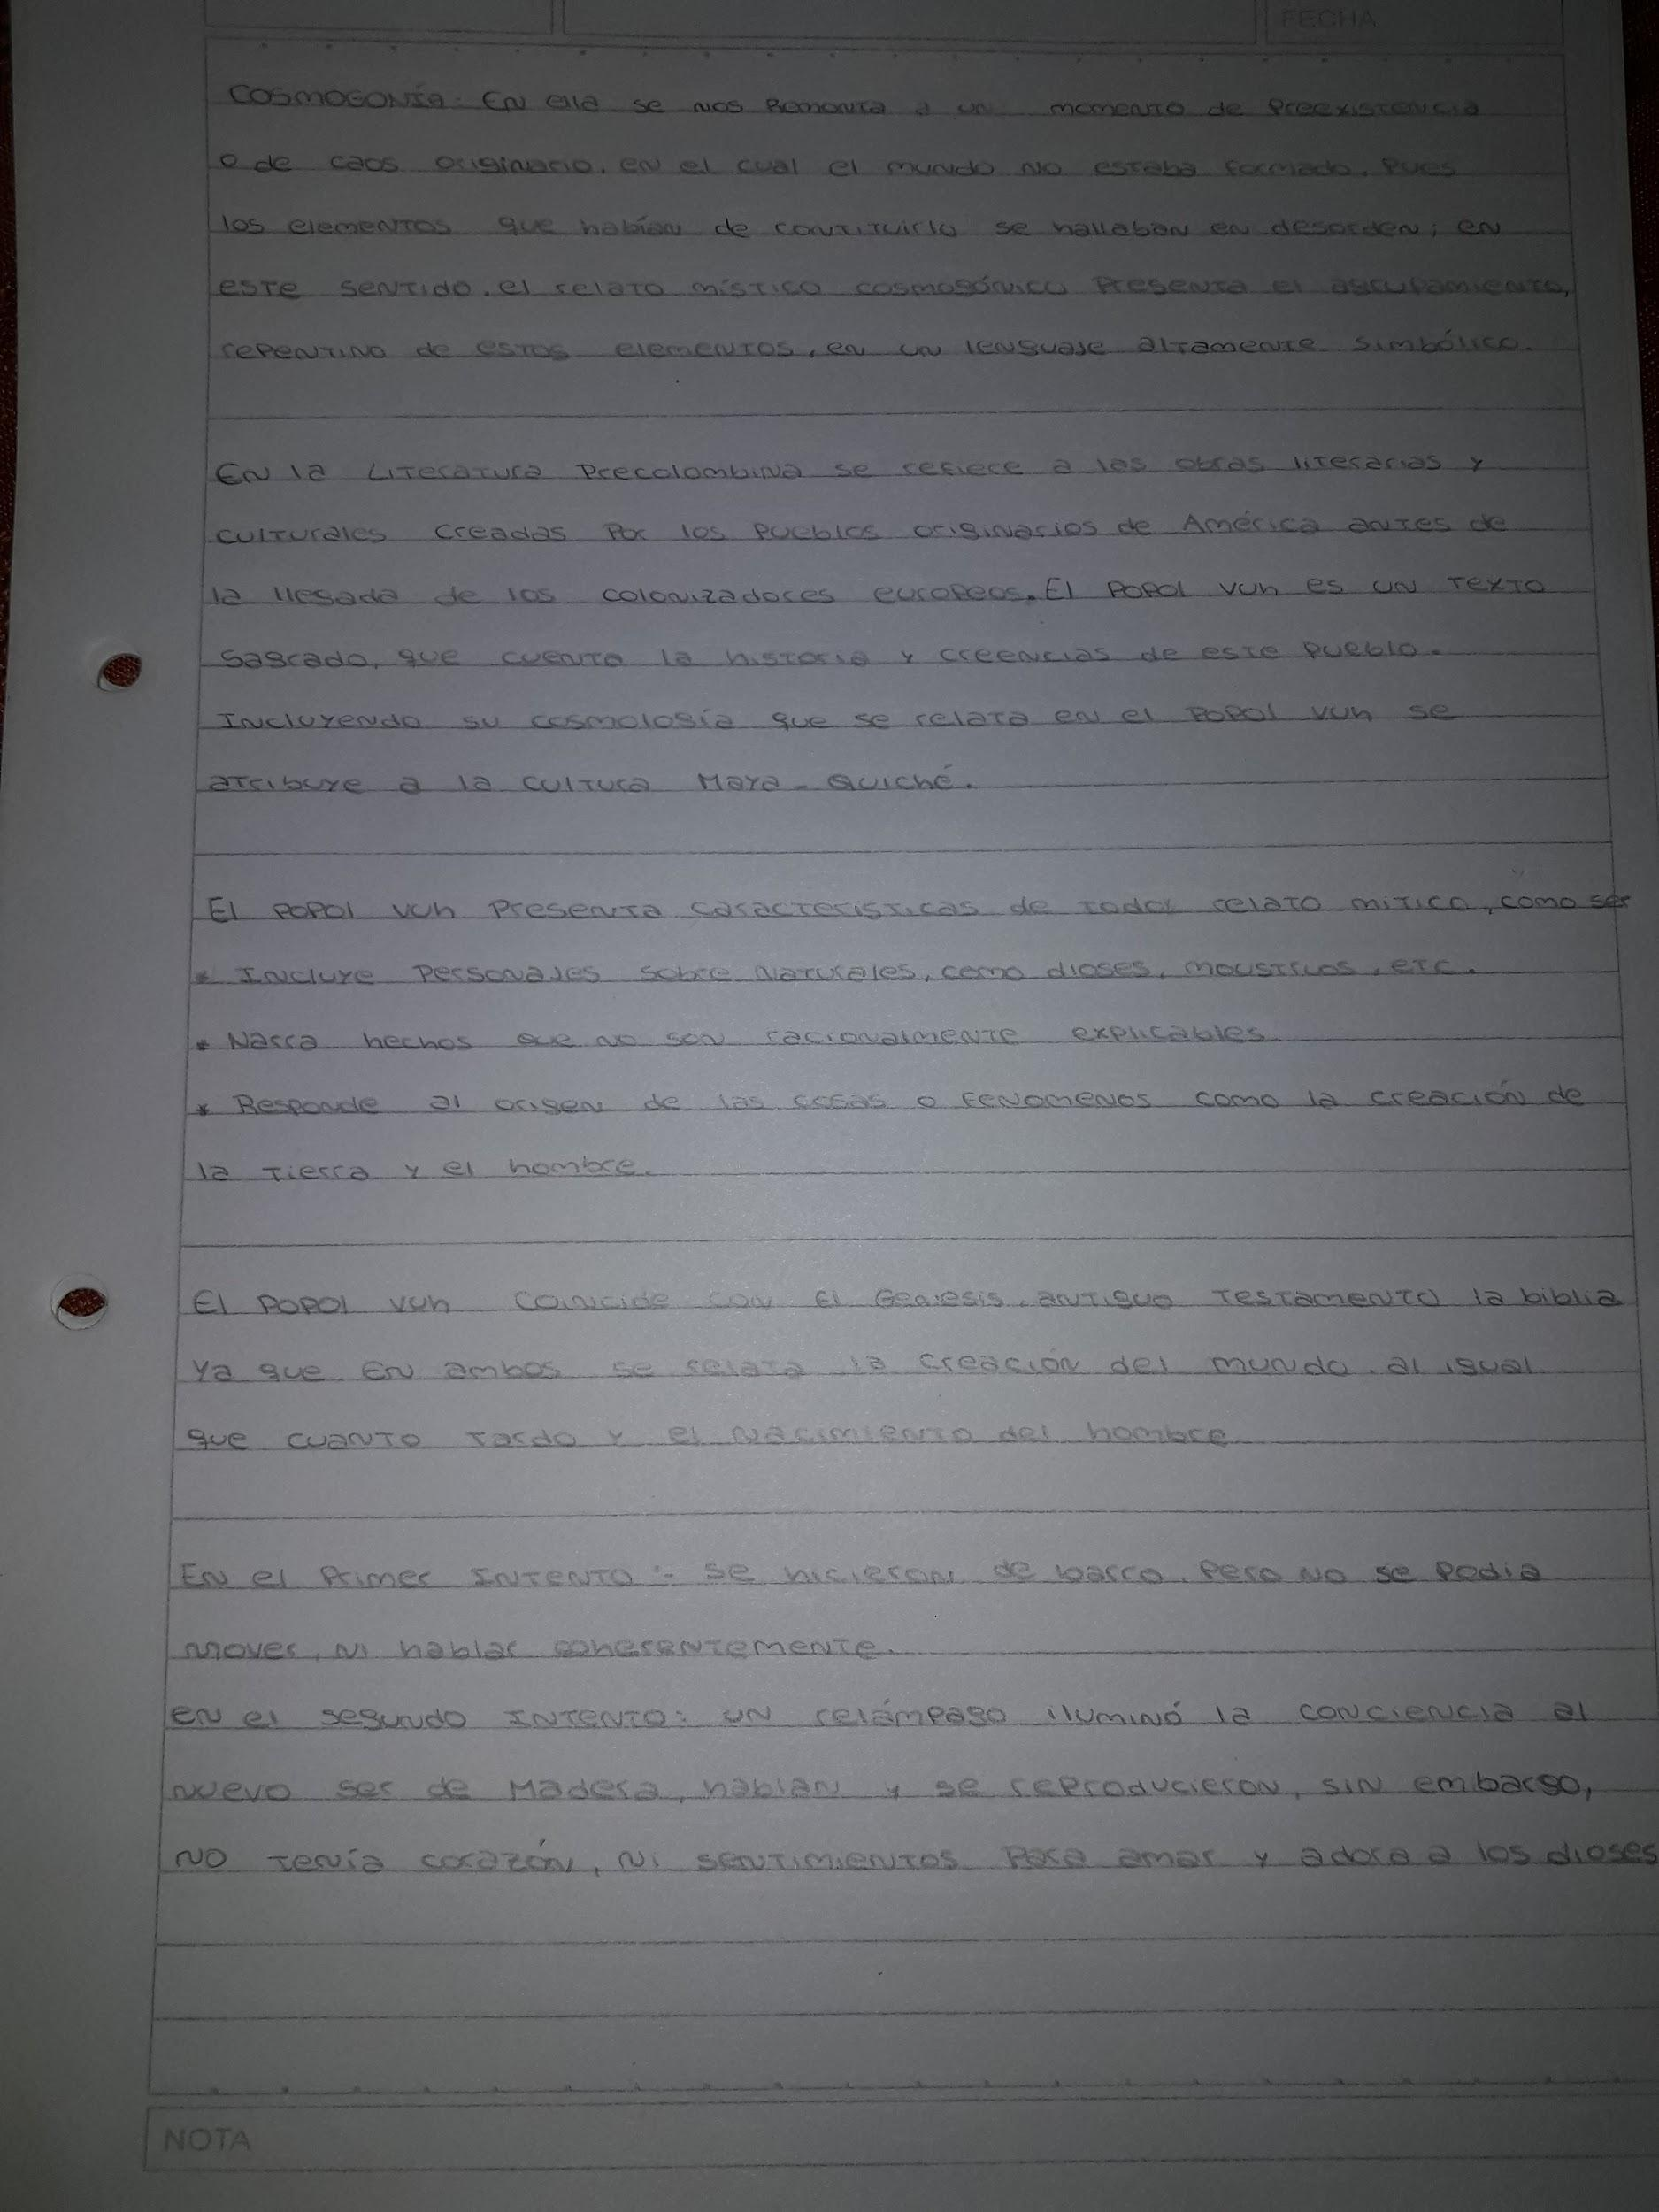 FECHA
COSMOGONÍA: En ella se nos Remonta a un momento de Preexistencia
o de caos originario, en el cual el mundo no estaba formado, pues
los elementos que habían de contituirlo se hallaban en desorden; en
este sentido, el relato místico cosmogónico presenta el agrupamiento,
repentino de estos elementos, en un lenguaje altamente simbólico.
En la Literatura Precolombina se refiere a las obras literarias y
culturales creadas por los pueblos originarios de América antes de
la llegada de los colonizadores europeos. El Popol vuh es un texto
sagrado, que cuenta la historia y creencias de este pueblo.
Incluyendo su cosmología que se relata en el Popol vuh se
atribuye a la cultura Maya - Quiché.
El Popol vuh presenta características de todos relato mítico, como ser
* Incluye personajes sobre Naturales, como dioses, moustruos, etc.
* Narra hechos que no son racionalmente explicables
* Responde al origen de las cosas o fenomenos como la creación de
la tierra y el hombre.
El Popol vuh coincide con El Genesis, antiguo testamento la biblia
ya que en ambos se relata la creación del mundo, al igual
que cuanto tardo y el nacimiento del hombre
En el Primer Intento:- se hicieron de barro, pero no se podia
mover, ni hablar coherentemente.
en el segundo Intento: un relámpago iluminó la conciencia al
nuevo ser de Madera, hablan y se reproducieron, sin embargo,
no tenía corazón, ni sentimientos para amar y adora a los dioses
NOTA